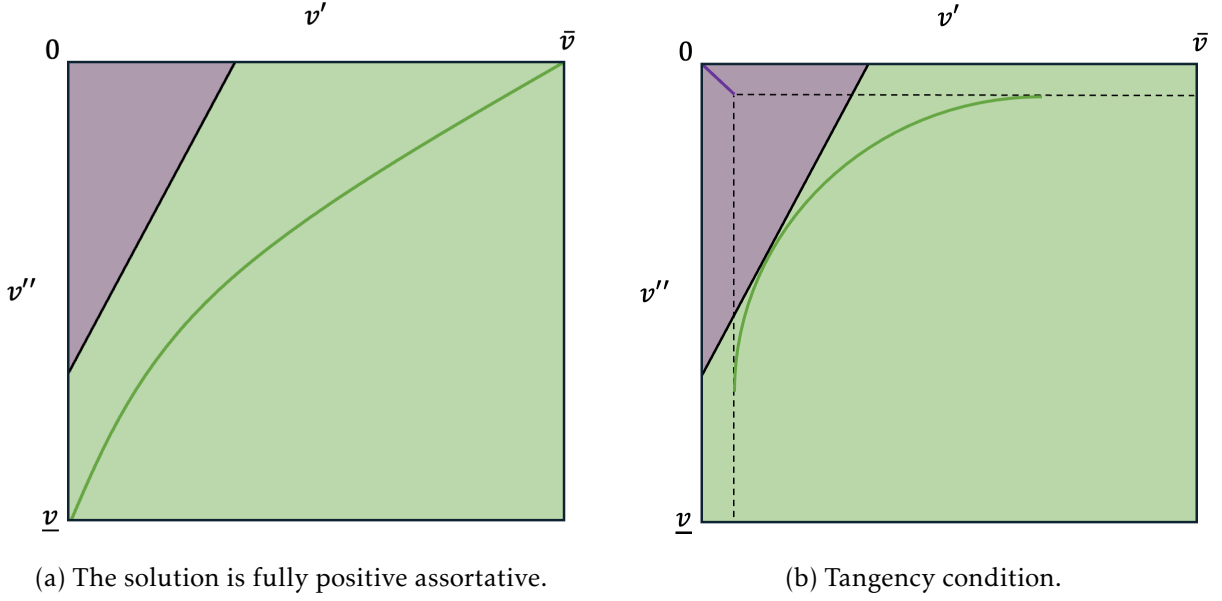 v′
0
v̄
v′′
v̲
(a) The solution is fully positive assortative.
v′
0
v̄
v′′
v̲
(b) Tangency condition.